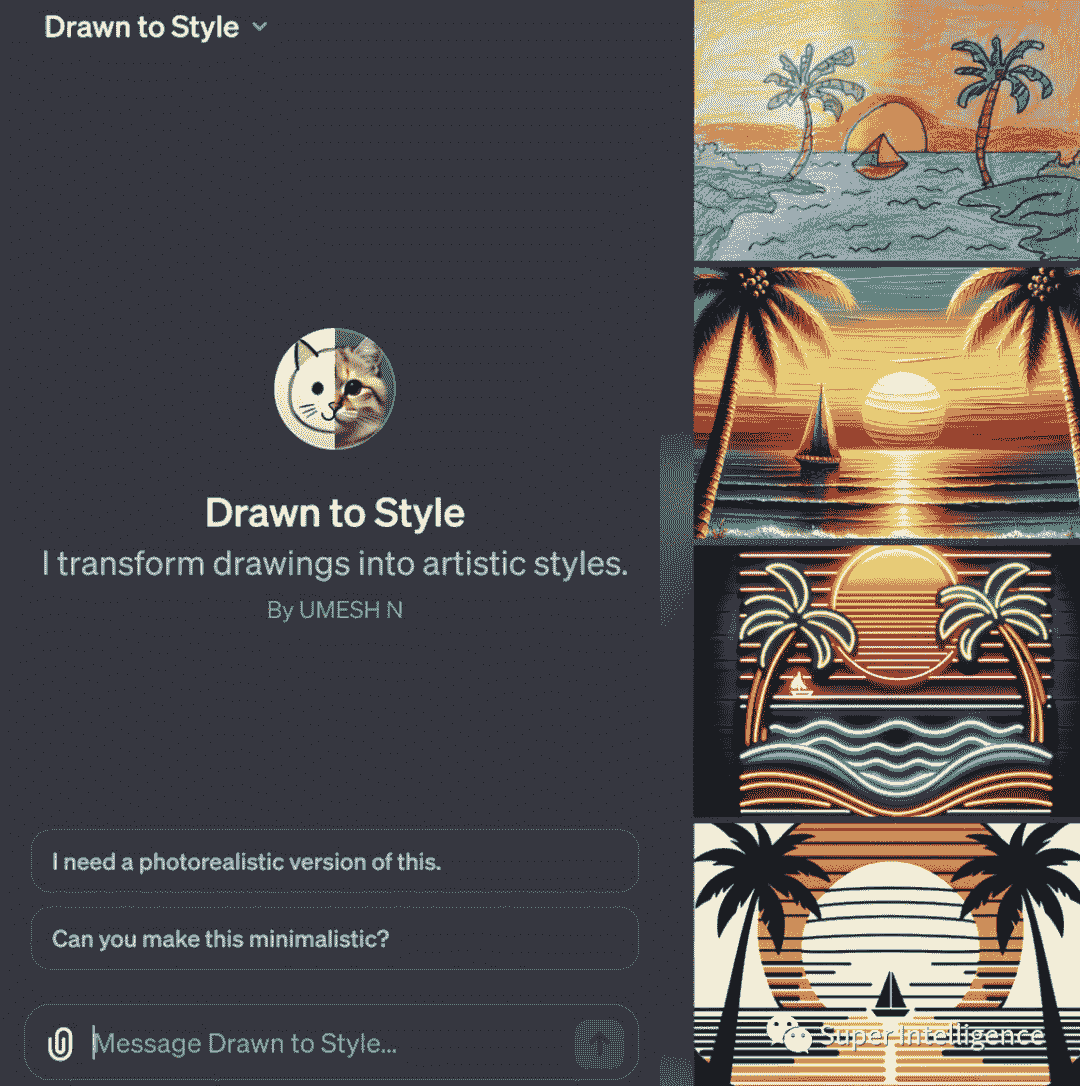 Drawn to Style
Drawn to Style
I transform drawings into artistic styles.
By UMESH N
I need a photorealistic version of this.
Can you make this minimalistic?
Message Drawn to Style...
Super Intelligence